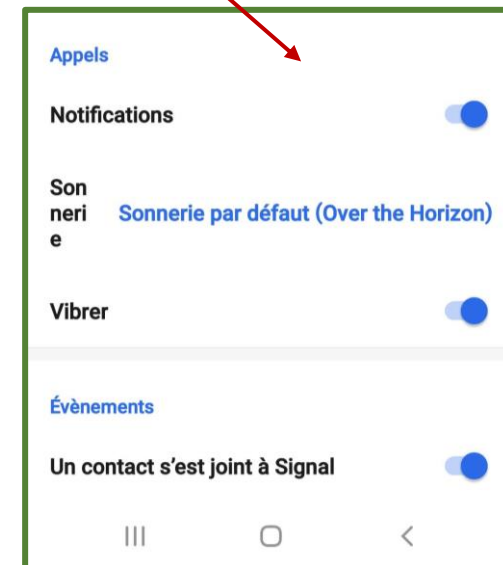 Appels
Notifications
Son
neri
e
Sonnerie par défaut (Over the Horizon)
Vibrer
Évènements
Un contact s’est joint à Signal